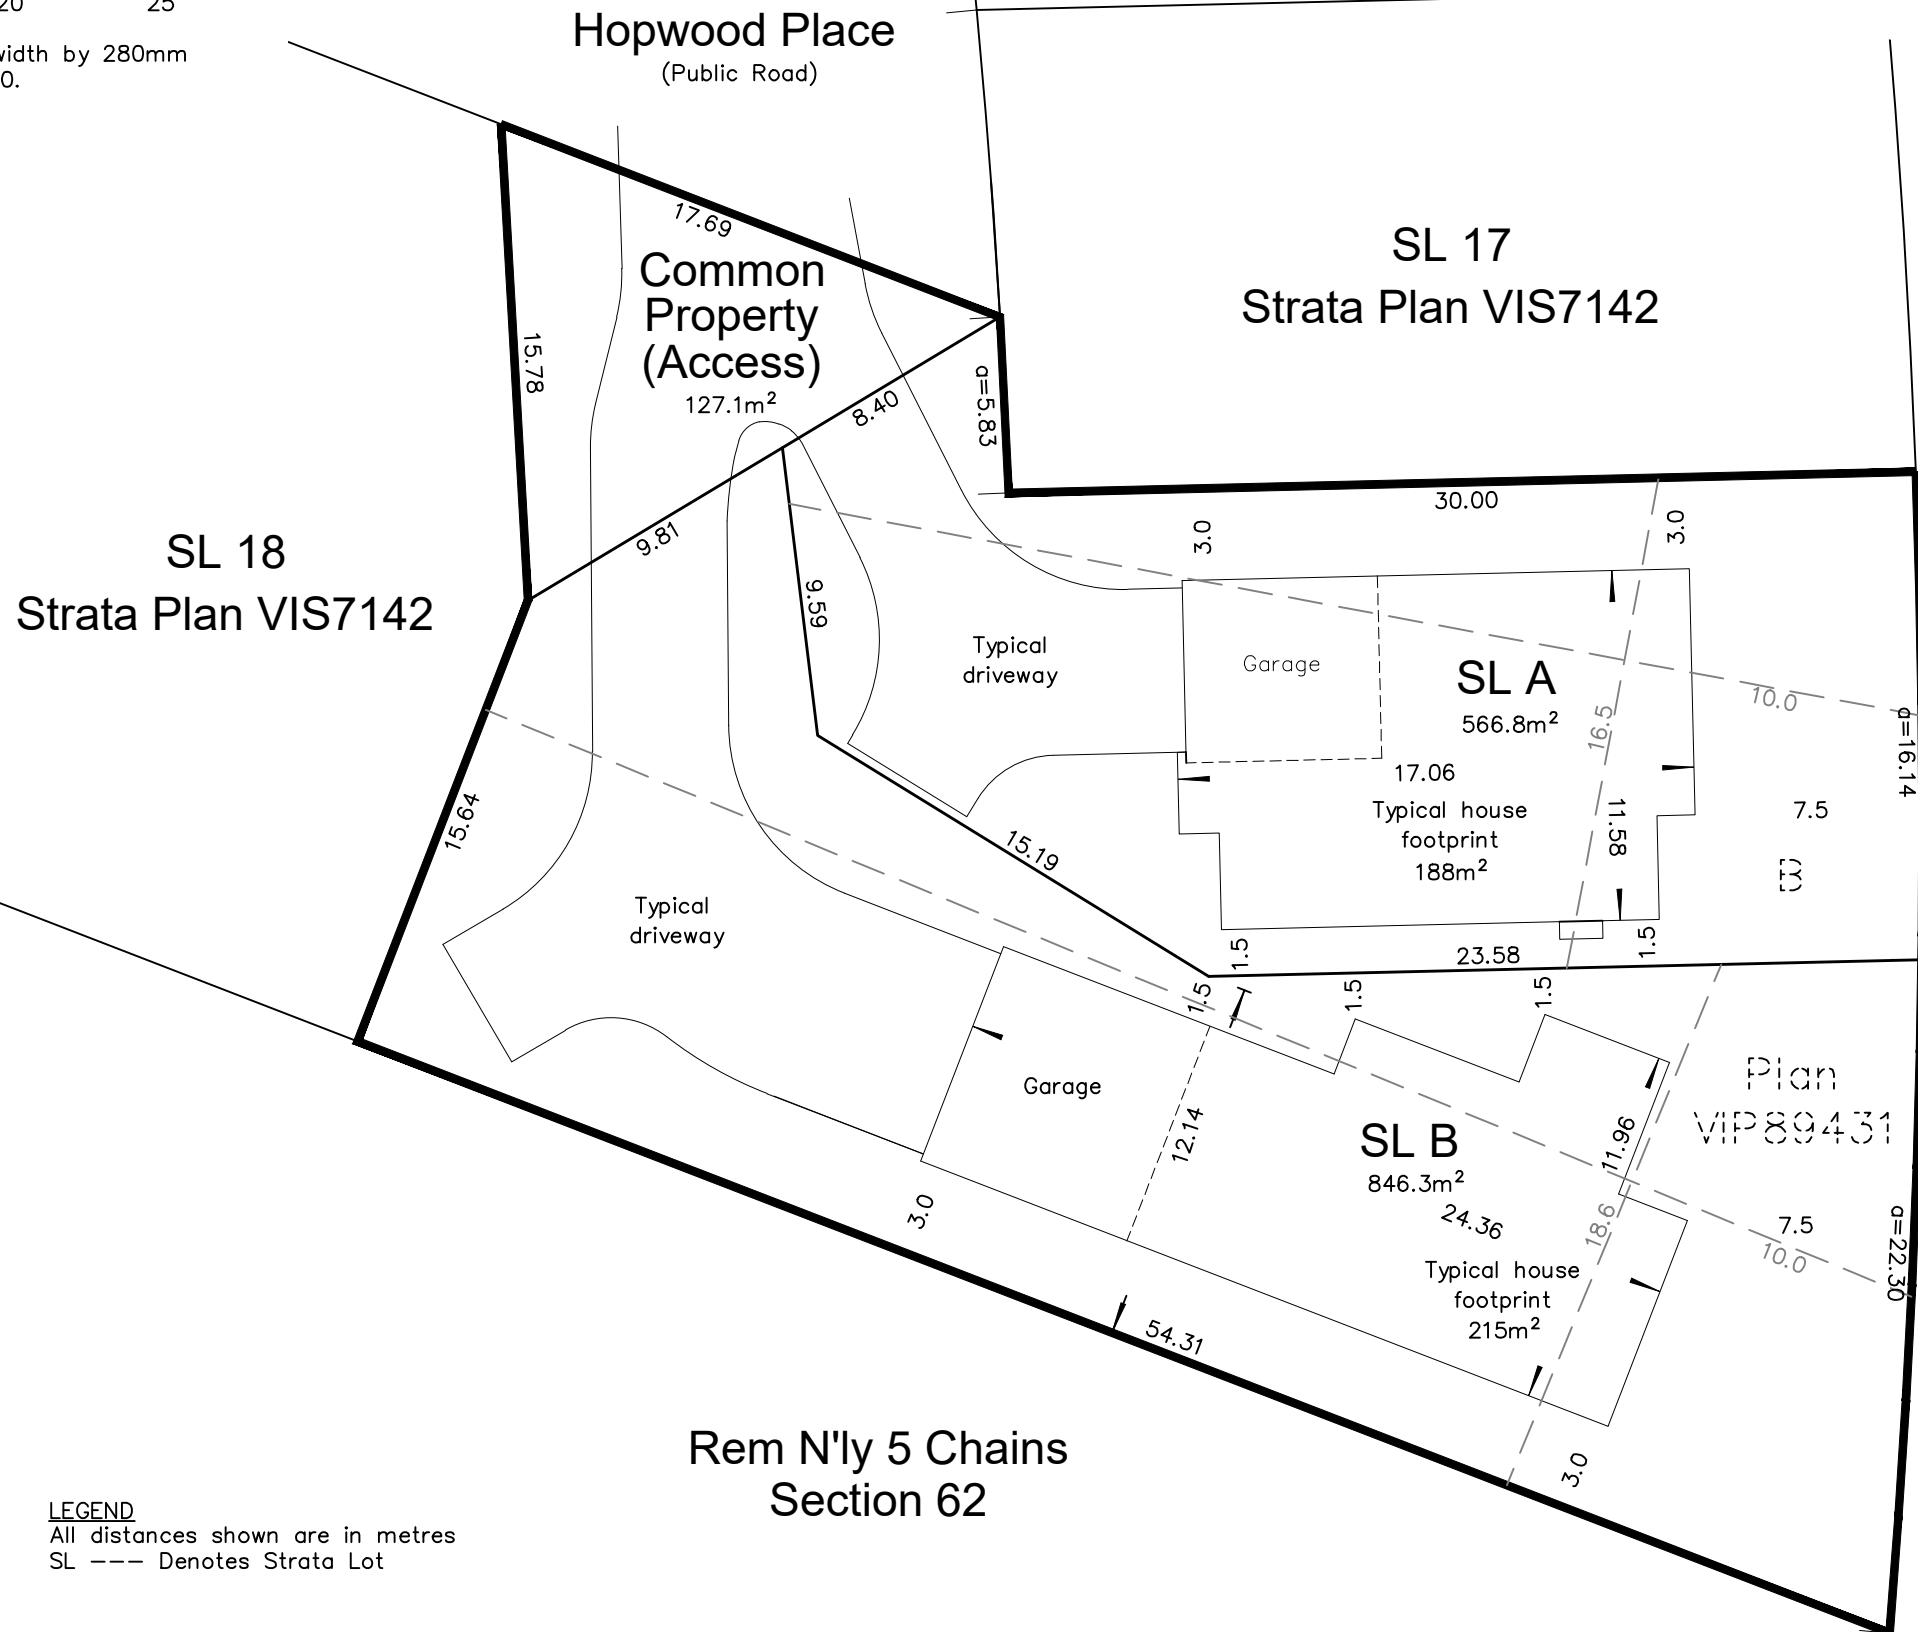 20 25
width by 280mm
0.
Hopwood Place
(Public Road)
17.69
Common
Property
(Access)
127.1m²
15.78
8.40
a=5.83
SL 17
Strata Plan VIS7142
30.00
3.0
3.0
SL 18
Strata Plan VIS7142
9.81
9.59
Typical
driveway
Garage
SL A
566.8m²
16.5
10.0
a=16.14
17.06
Typical house
footprint
188m²
11.58
7.5
B
15.64
15.19
Typical
driveway
1.5
23.58
1.5
1.5
1.5
1.5
Garage
12.14
SL B
846.3m²
24.36
11.96
Plan
VIP89431
18.6
7.5
10.0
a=22.30
3.0
Typical house
footprint
215m²
54.31
3.0
Rem N'ly 5 Chains
Section 62
LEGEND
All distances shown are in metres
SL --- Denotes Strata Lot